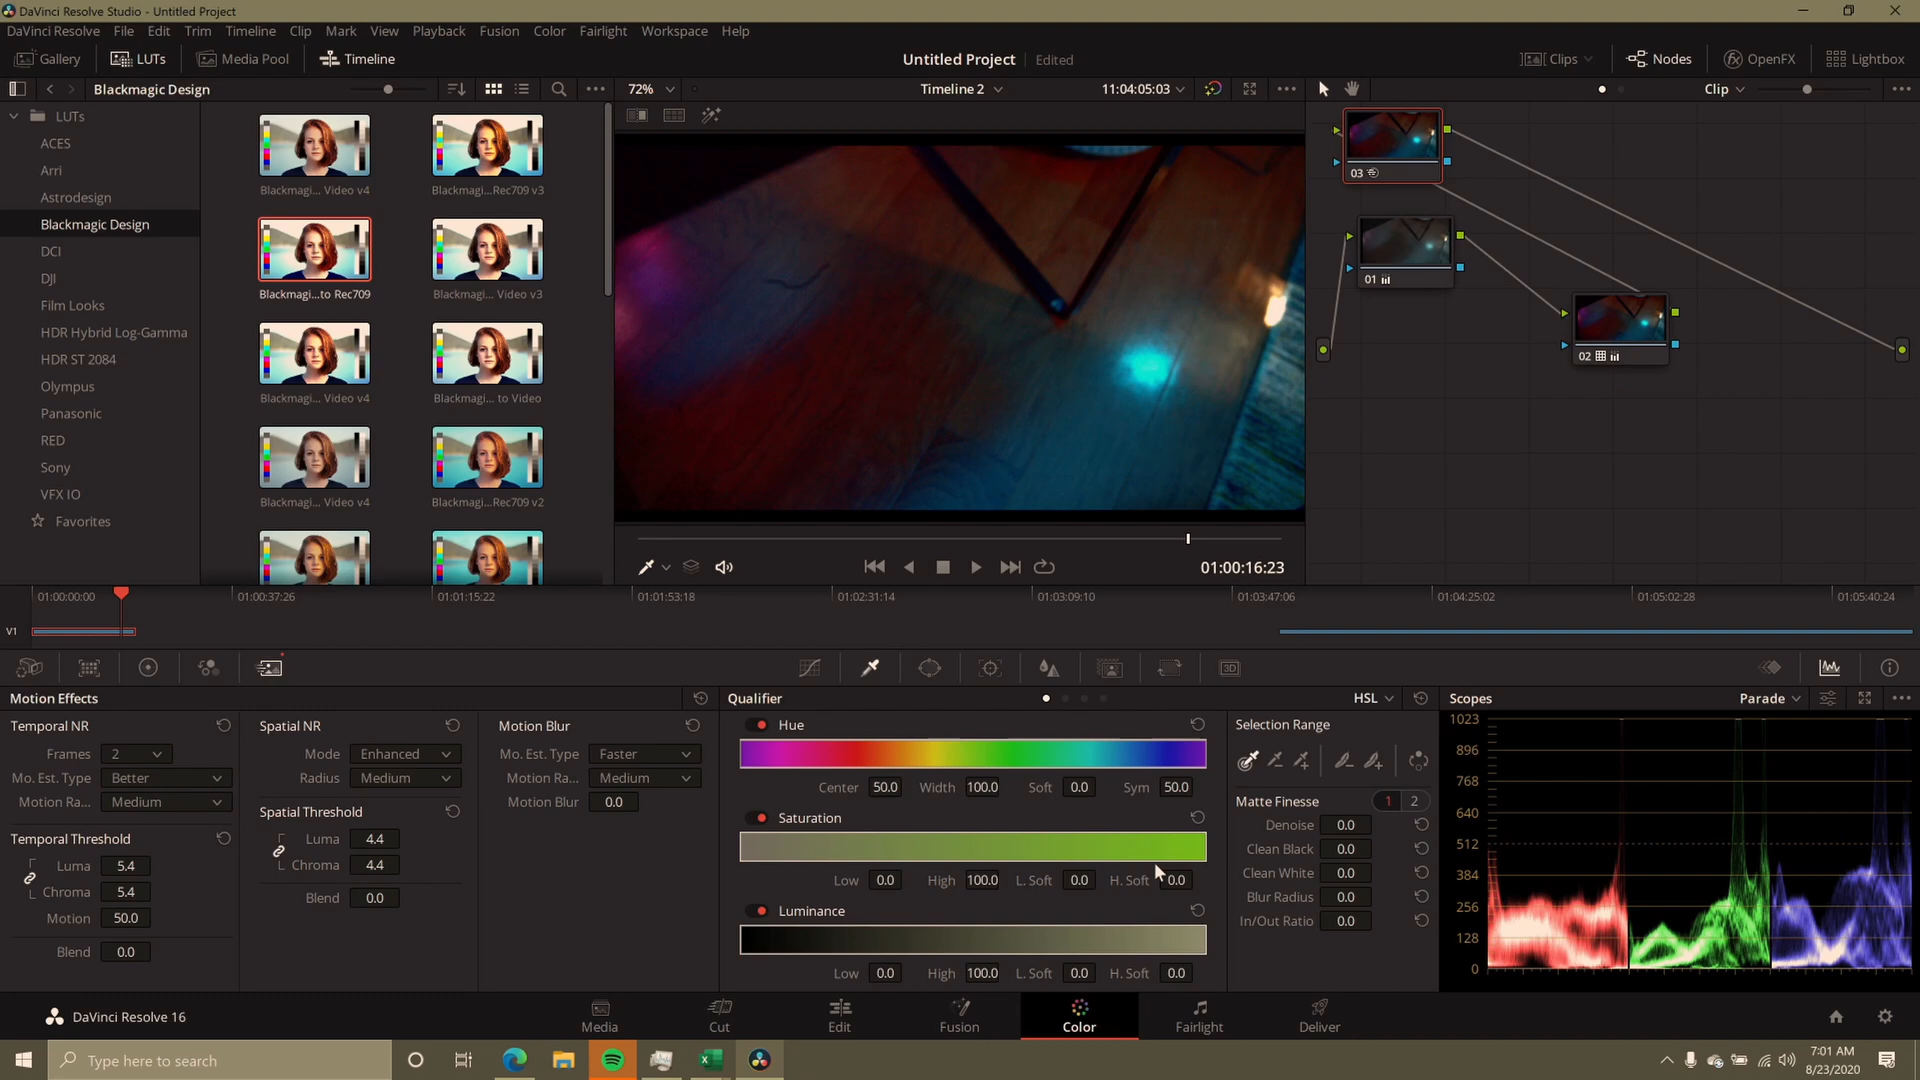 DaVinci Resolve Studio - Untitled Project
DaVinci Resolve File Edit Trim Timeline Clip Mark View Playback Fusion Color Fairlight Workspace Help
Gallery LUTs Media Pool Timeline Untitled Project Edited Clips Nodes OpenFX Lightbox
Blackmagic Design 72% Timeline 2 11:04:05:03 Clip
LUTs
ACES
Arri
Astrodesign
Blackmagic Design
DCI
DJI
Film Looks
HDR Hybrid Log-Gamma
HDR ST 2084
Olympus
Panasonic
RED
Sony
VFX IO
Favorites
Blackmagi... Video v4 Blackmagi...Rec709 v3
Blackmagi...to Rec709 Blackmagi... Video v3
Blackmagi... Video v4 Blackmagi... to Video
Blackmagi... Video v4 Blackmagi...Rec709 v2
03
01
02
01:00:16:23
01:00:00:00 01:00:37:26 01:01:15:22 01:01:53:18 01:02:31:14 01:03:09:10 01:03:47:06 01:04:25:02 01:05:02:28 01:05:40:24
V1
3D
Motion Effects
Temporal NR
Frames 2
Mo. Est. Type Better
Motion Ra... Medium
Temporal Threshold
Luma 5.4
Chroma 5.4
Motion 50.0
Blend 0.0
Spatial NR
Mode Enhanced
Radius Medium
Spatial Threshold
Luma 4.4
Chroma 4.4
Blend 0.0
Motion Blur
Mo. Est. Type Faster
Motion Ra... Medium
Motion Blur 0.0
Qualifier HSL
Hue
Center 50.0 Width 100.0 Soft 0.0 Sym 50.0
Saturation
Low 0.0 High 100.0 L. Soft 0.0 H. Soft 0.0
Luminance
Low 0.0 High 100.0 L. Soft 0.0 H. Soft 0.0
Selection Range
Matte Finesse 1 2
Denoise 0.0
Clean Black 0.0
Clean White 0.0
Blur Radius 0.0
In/Out Ratio 0.0
Scopes Parade
1023
896
768
640
512
384
256
128
0
DaVinci Resolve 16
Media Cut Edit Fusion Color Fairlight Deliver
Type here to search
7:01 AM
8/23/2020